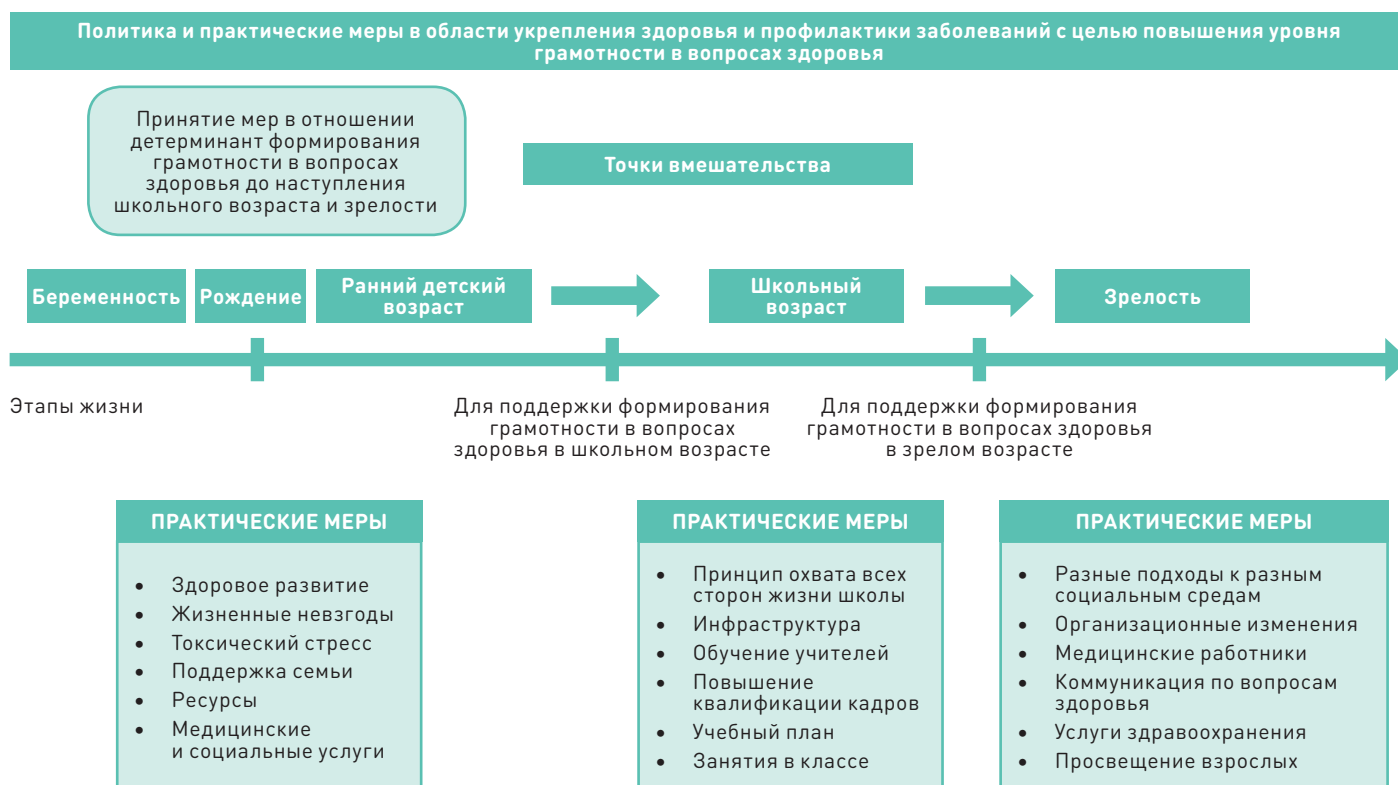 Политика и практические меры в области укрепления здоровья и профилактики заболеваний с целью повышения уровня
грамотности в вопросах здоровья
Принятие мер в отношении
детерминант формирования
грамотности в вопросах
здоровья до наступления
школьного возраста и зрелости
Точки вмешательства
Беременность
Рождение
Ранний детский
возраст
Школьный
возраст
Зрелость
Этапы жизни
Для поддержки формирования
грамотности в вопросах
здоровья в школьном возрасте
Для поддержки формирования
грамотности в вопросах здоровья
в зрелом возрасте
ПРАКТИЧЕСКИЕ МЕРЫ
• Здоровое развитие
• Жизненные невзгоды
• Токсический стресс
• Поддержка семьи
• Ресурсы
• Медицинские
и социальные услуги
ПРАКТИЧЕСКИЕ МЕРЫ
• Принцип охвата всех
сторон жизни школы
• Инфраструктура
• Обучение учителей
• Повышение
квалификации кадров
• Учебный план
• Занятия в классе
ПРАКТИЧЕСКИЕ МЕРЫ
• Разные подходы к разным
социальным средам
• Организационные изменения
• Медицинские работники
• Коммуникация по вопросам
здоровья
• Услуги здравоохранения
• Просвещение взрослых